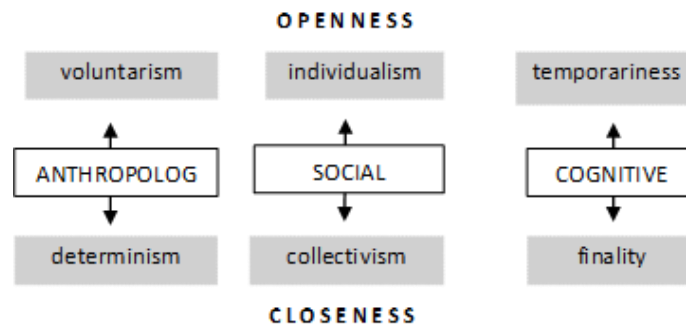 OPENNESS
voluntarism individualism temporariness
ANTHROPOLOG SOCIAL COGNITIVE
determinism collectivism finality
CLOSENESS